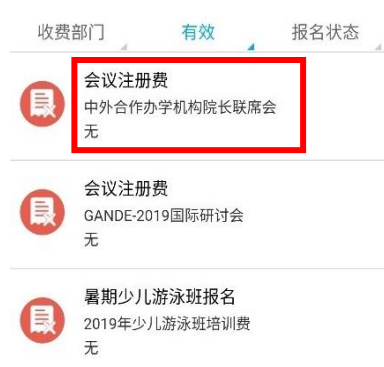 收费部门 有效 报名状态
会议注册费
中外合作办学机构院长联席会
无
会议注册费
GANDE-2019国际研讨会
无
暑期少儿游泳班报名
2019年少儿游泳班培训费
无